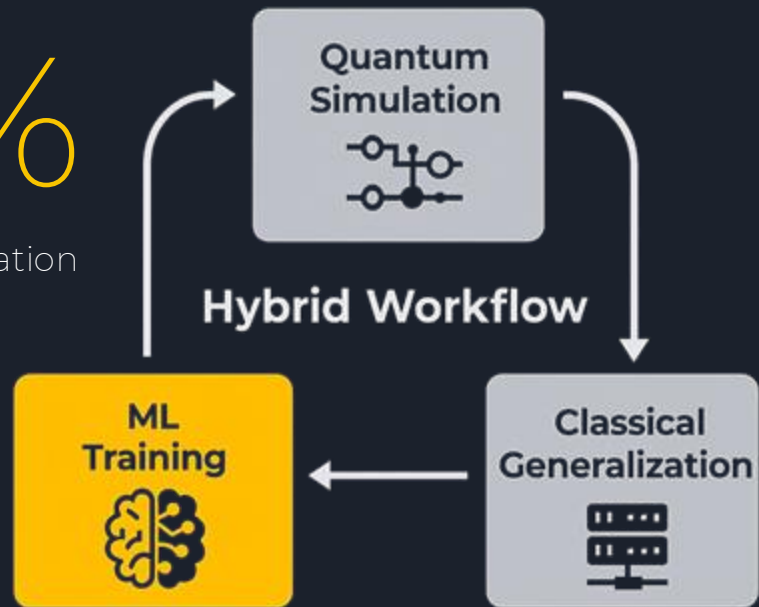 %
Quantum
Simulation
Hybrid Workflow
ML
Training
Classical
Generalization